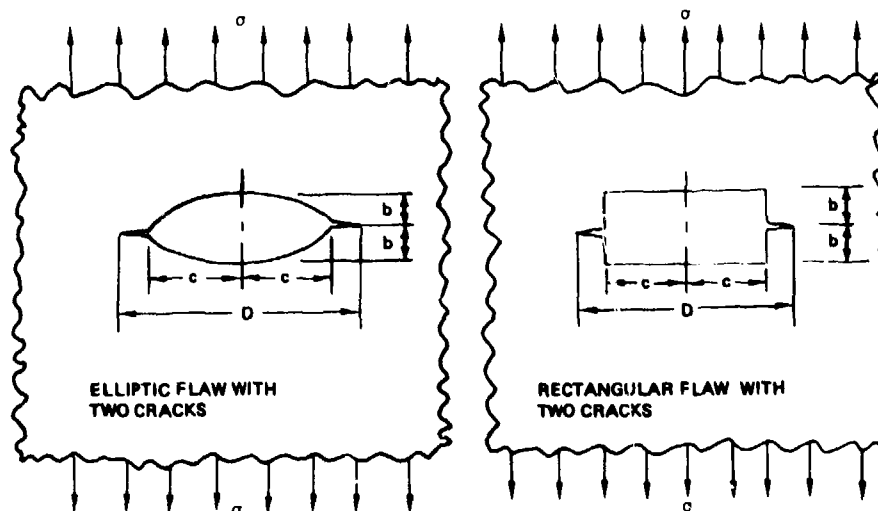 σ
b
b
c
c
D
ELLIPTIC FLAW WITH
TWO CRACKS
σ
σ
b
b
c
c
D
RECTANGULAR FLAW WITH
TWO CRACKS
σ